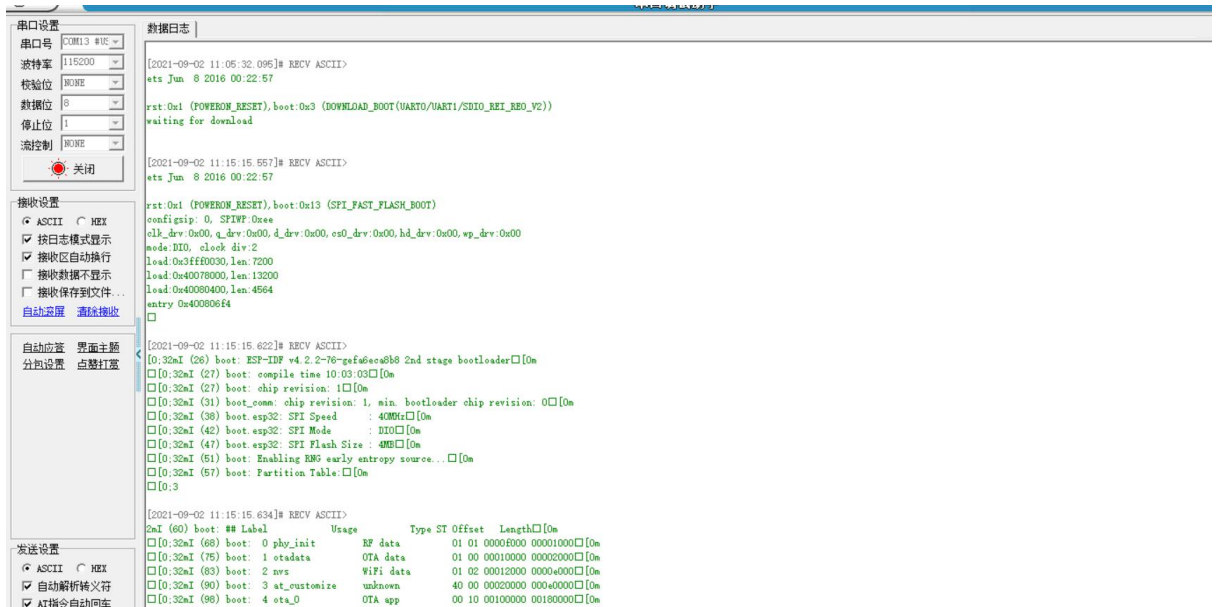 串口设置
串口号 COM13 #US
波特率 115200
校验位 NONE
数据位 8
停止位 1
流控制 NONE
关闭
接收设置
ASCII HEX
按日志模式显示
接收区自动换行
接收数据不显示
接收保存到文件...
自动滚屏 清除接收
自动应答 界面主题
分包设置 点赞打赏
发送设置
ASCII HEX
自动解析转义符
AT指令自动回车
数据日志
[2021-09-02 11:05:32.095]# RECV ASCII>
ets Jun  8 2016 00:22:57
rst:0x1 (POWERON_RESET),boot:0x3 (DOWNLOAD_BOOT(UART0/UART1/SDIO_REI_REO_V2))
waiting for download
[2021-09-02 11:15:15.557]# RECV ASCII>
ets Jun  8 2016 00:22:57
rst:0x1 (POWERON_RESET),boot:0x13 (SPI_FAST_FLASH_BOOT)
configsip: 0, SPIWP:0xee
clk_drv:0x00,q_drv:0x00,d_drv:0x00,cs0_drv:0x00,hd_drv:0x00,wp_drv:0x00
mode:DIO, clock div:2
load:0x3fff0030,len:7200
load:0x40078000,len:13200
load:0x40080400,len:4564
entry 0x400806f4
□
[2021-09-02 11:15:15.622]# RECV ASCII>
[0;32mI (26) boot: ESP-IDF v4.2.2-76-gefa6eca8b8 2nd stage bootloader□[0m
□[0;32mI (27) boot: compile time 10:03:03□[0m
□[0;32mI (27) boot: chip revision: 1□[0m
□[0;32mI (31) boot_comm: chip revision: 1, min. bootloader chip revision: 0□[0m
□[0;32mI (38) boot.esp32: SPI Speed      : 40MHz□[0m
□[0;32mI (42) boot.esp32: SPI Mode       : DIO□[0m
□[0;32mI (47) boot.esp32: SPI Flash Size : 4MB□[0m
□[0;32mI (51) boot: Enabling RNG early entropy source...□[0m
□[0;32mI (57) boot: Partition Table:□[0m
□[0;3
[2021-09-02 11:15:15.634]# RECV ASCII>
2mI (60) boot: ## Label            Usage          Type ST Offset   Length□[0m
□[0;32mI (68) boot:  0 phy_init         RF data          01 01 0000f000 00001000□[0m
□[0;32mI (75) boot:  1 otadata          OTA data         01 00 00010000 00002000□[0m
□[0;32mI (83) boot:  2 nvs              WiFi data        01 02 00012000 0000e000□[0m
□[0;32mI (90) boot:  3 at_customize     unknown          40 00 00020000 000e0000□[0m
□[0;32mI (98) boot:  4 ota_0            OTA app          00 10 00100000 00180000□[0m